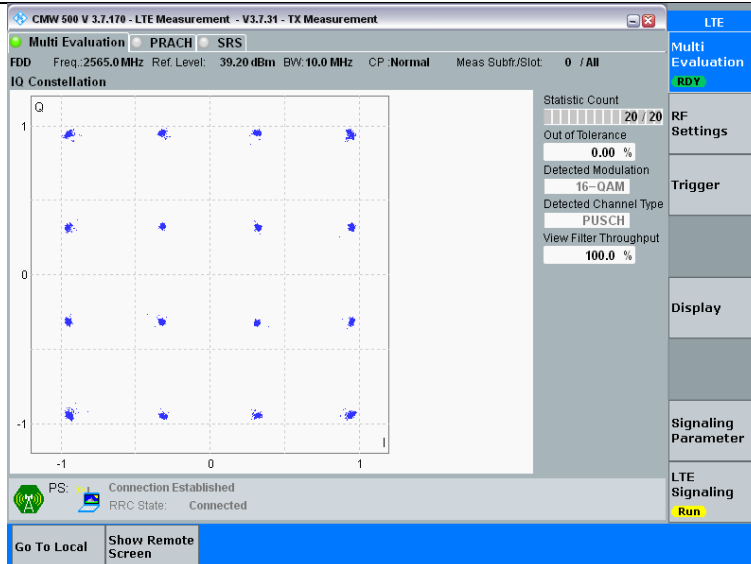 CMW 500 V 3.7.170 - LTE Measurement - V3.7.31 - TX Measurement
LTE
Multi Evaluation PRACH SRS
FDD Freq.:2565.0 MHz Ref. Level: 39.20 dBm BW: 10.0 MHz CP :Normal Meas Subfr./Slot: 0 / All
IQ Constellation
Q
1
0
-1
-1 0 1
I
Statistic Count
20 / 20
Out of Tolerance
0.00 %
Detected Modulation
16-QAM
Detected Channel Type
PUSCH
View Filter Throughput
100.0 %
Multi
Evaluation
RDY
RF
Settings
Trigger
Display
Signaling
Parameter
LTE
Signaling
Run
PS: Connection Established
RRC State: Connected
Go To Local
Show Remote
Screen